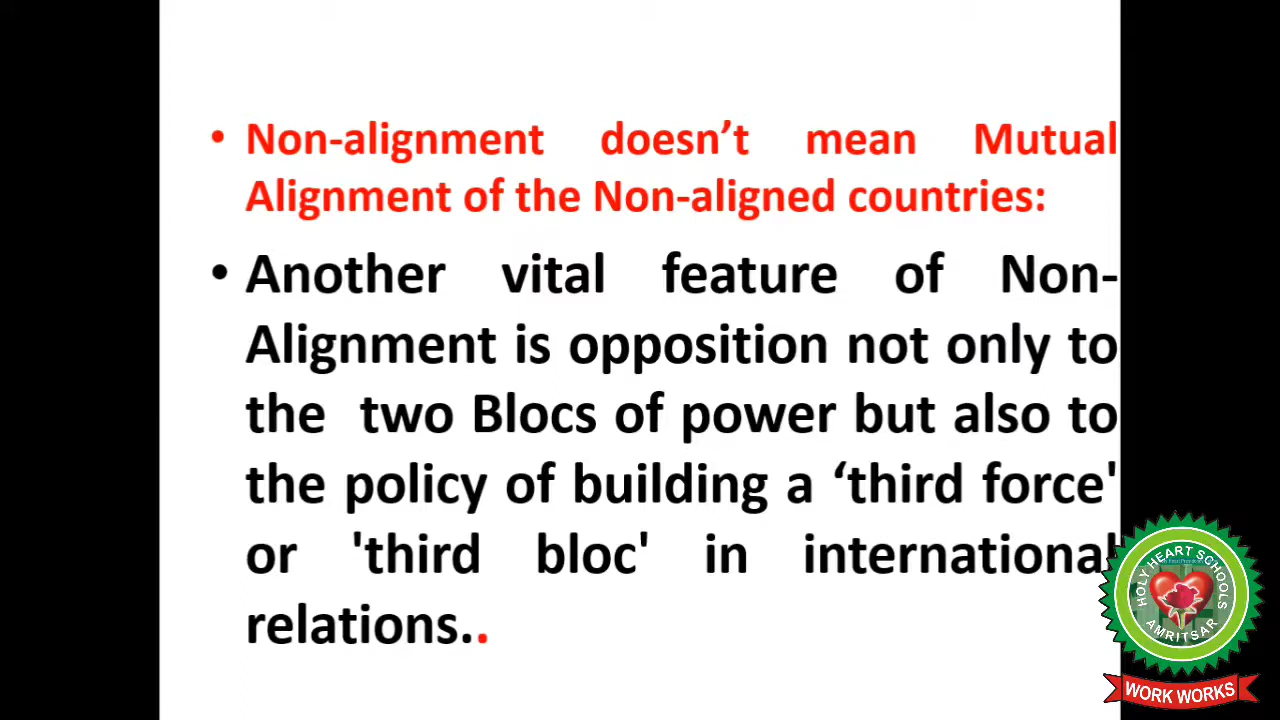 • Non-alignment doesn’t mean Mutual
Alignment of the Non-aligned countries:
• Another vital feature of Non-
Alignment is opposition not only to
the two Blocs of power but also to
the policy of building a ‘third force'
or 'third bloc' in international
relations..
HOLY HEART SCHOOLS
AMRITSAR
WORK WORKS